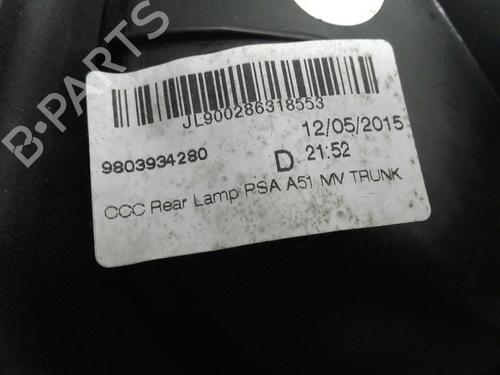 JL900286318553
12/05/2015
9803934280 D 21:52
CCC Rear Lamp PSA A51 MV TRUNK
B-PARTS